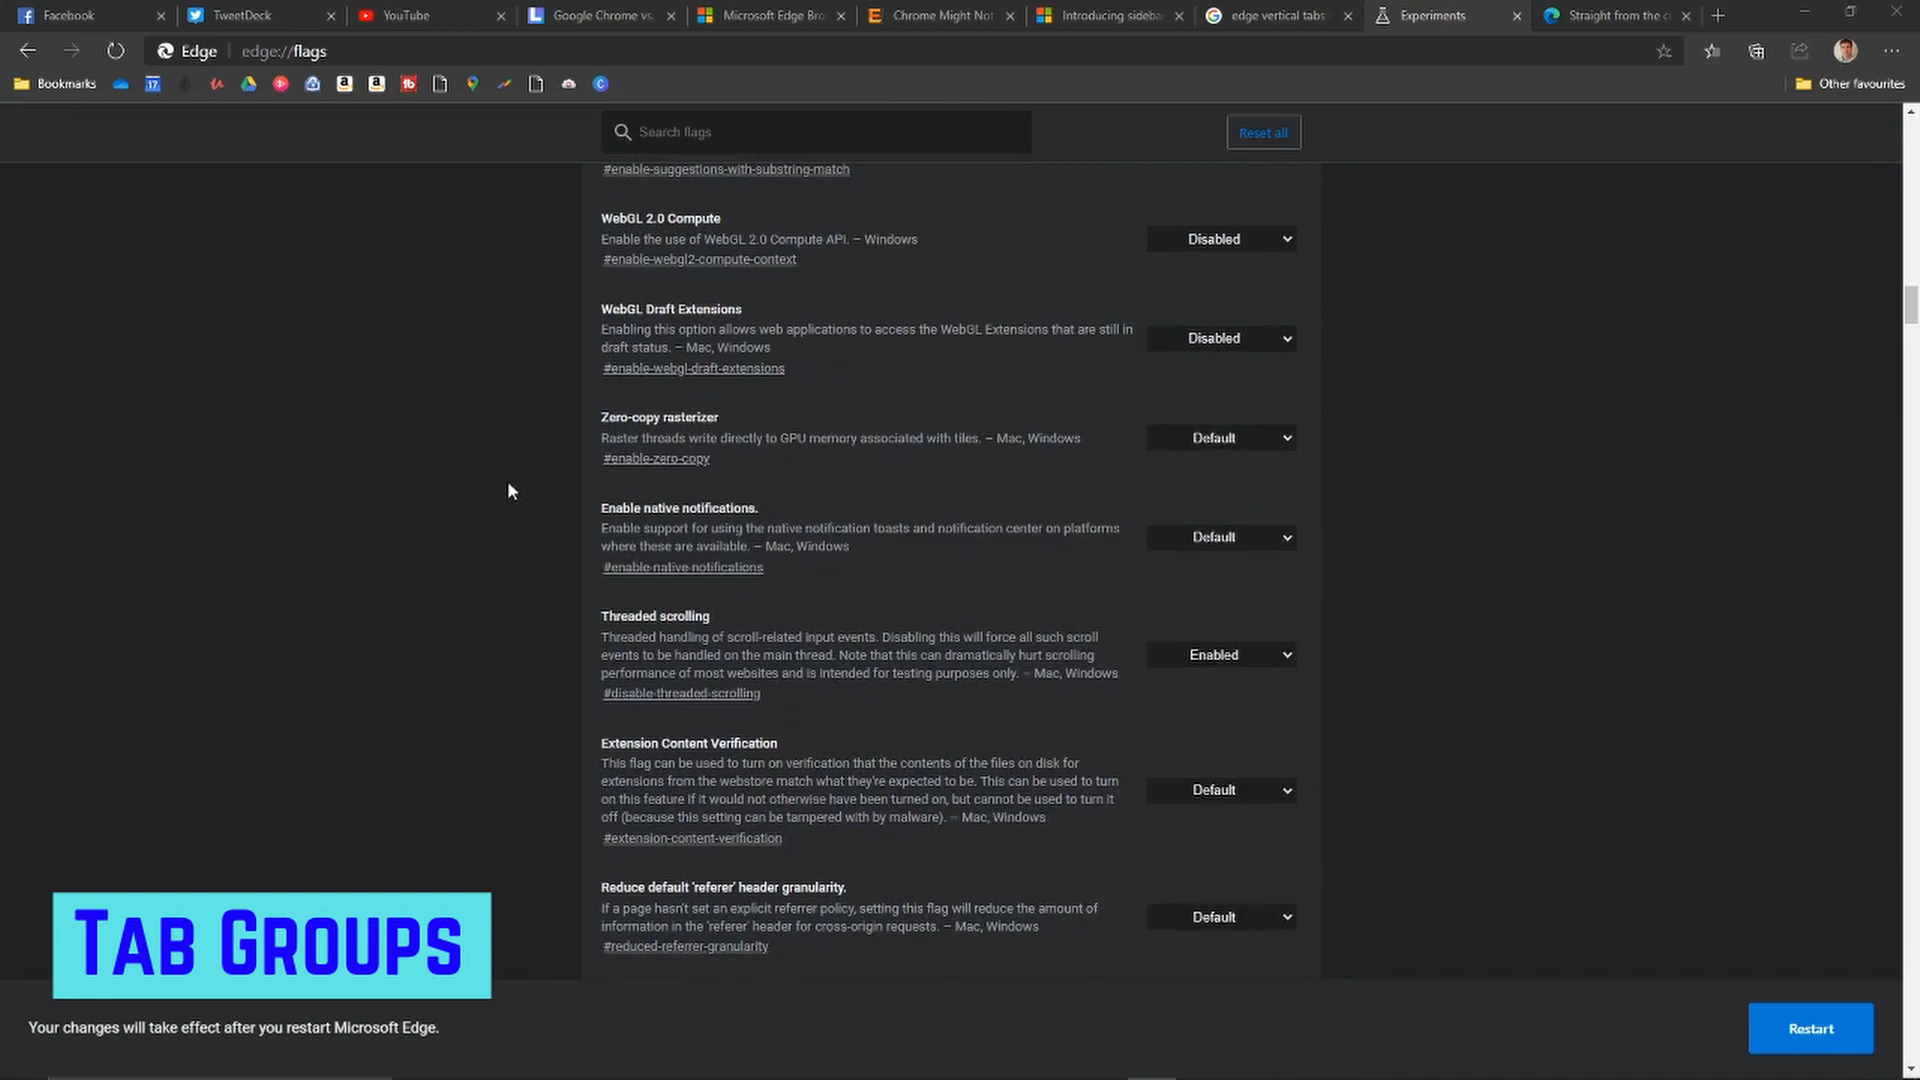 Facebook
TweetDeck
YouTube
Google Chrome vs.
Microsoft Edge Bro
Chrome Might Not
Introducing sideba
edge vertical tabs
Experiments
Straight from the c
Edge
edge://flags
Bookmarks
17
Other favourites
Search flags
Reset all
#enable-suggestions-with-substring-match
WebGL 2.0 Compute
Enable the use of WebGL 2.0 Compute API. – Windows
#enable-webgl2-compute-context
Disabled
WebGL Draft Extensions
Enabling this option allows web applications to access the WebGL Extensions that are still in
draft status. – Mac, Windows
#enable-webgl-draft-extensions
Disabled
Zero-copy rasterizer
Raster threads write directly to GPU memory associated with tiles. – Mac, Windows
#enable-zero-copy
Default
Enable native notifications.
Enable support for using the native notification toasts and notification center on platforms
where these are available. – Mac, Windows
#enable-native-notifications
Default
Threaded scrolling
Threaded handling of scroll-related input events. Disabling this will force all such scroll
events to be handled on the main thread. Note that this can dramatically hurt scrolling
performance of most websites and is intended for testing purposes only. – Mac, Windows
#disable-threaded-scrolling
Enabled
Extension Content Verification
This flag can be used to turn on verification that the contents of the files on disk for
extensions from the webstore match what they're expected to be. This can be used to turn
on this feature if it would not otherwise have been turned on, but cannot be used to turn it
off (because this setting can be tampered with by malware). – Mac, Windows
#extension-content-verification
Default
Reduce default 'referer' header granularity.
If a page hasn't set an explicit referrer policy, setting this flag will reduce the amount of
information in the 'referer' header for cross-origin requests. – Mac, Windows
#reduced-referrer-granularity
Default
TAB GROUPS
Your changes will take effect after you restart Microsoft Edge.
Restart